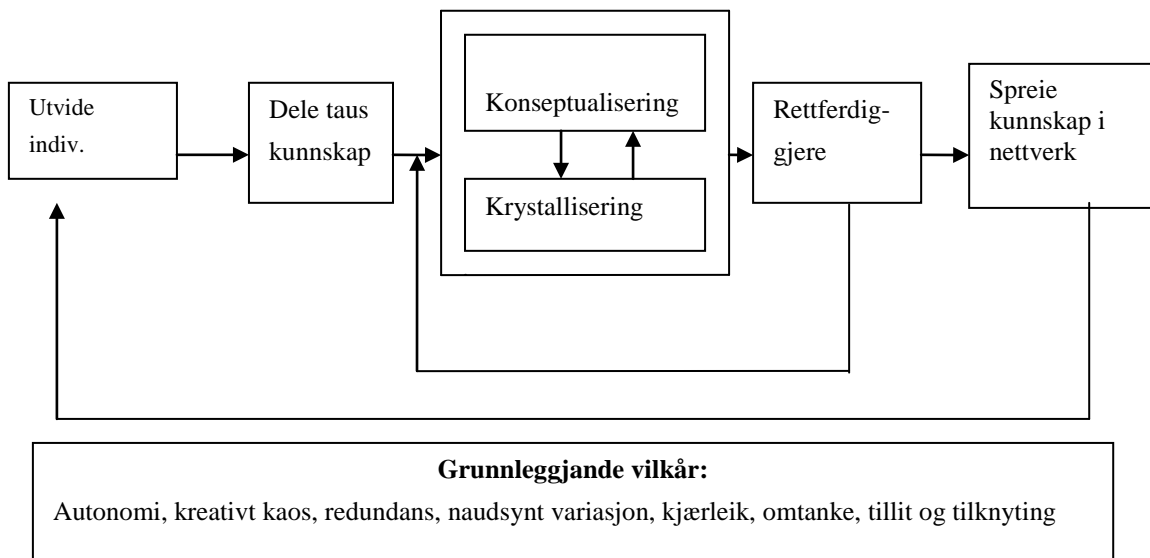 Utvide
indiv.
Dele taus
kunnskap
Konseptualisering
Krystallisering
Rettferdig-
gjere
Spreie
kunnskap i
nettverk
Grunnleggjande vilkår:
Autonomi, kreativt kaos, redundans, naudsynt variasjon, kjærleik, omtanke, tillit og tilknyting